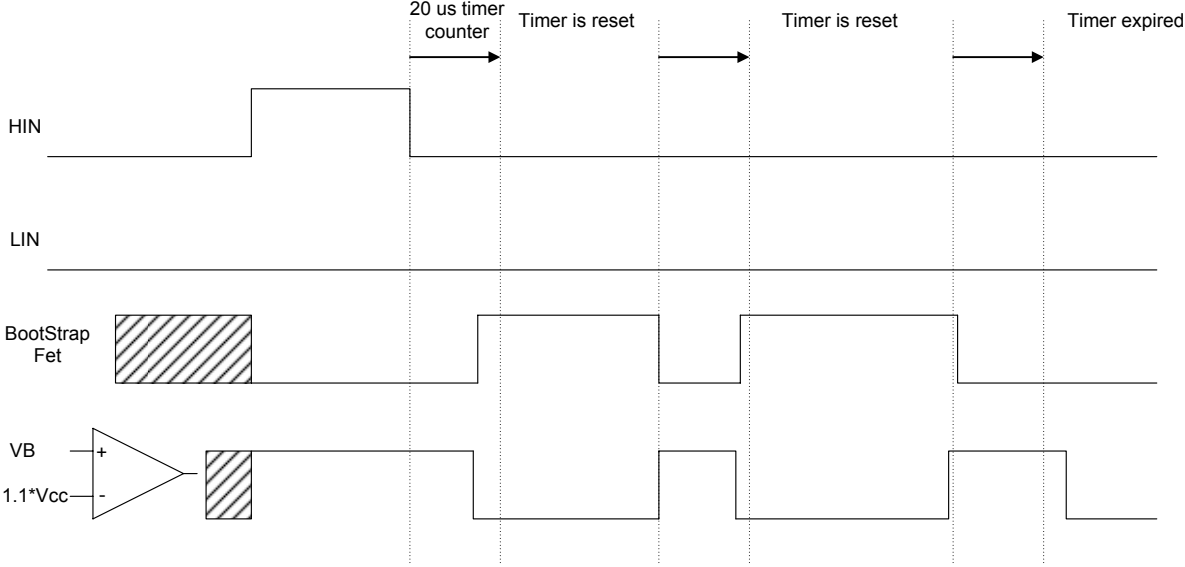 20 us timer
counter
Timer is reset
Timer is reset
Timer expired
HIN
LIN
BootStrap
Fet
VB
+
1.1*Vcc
-